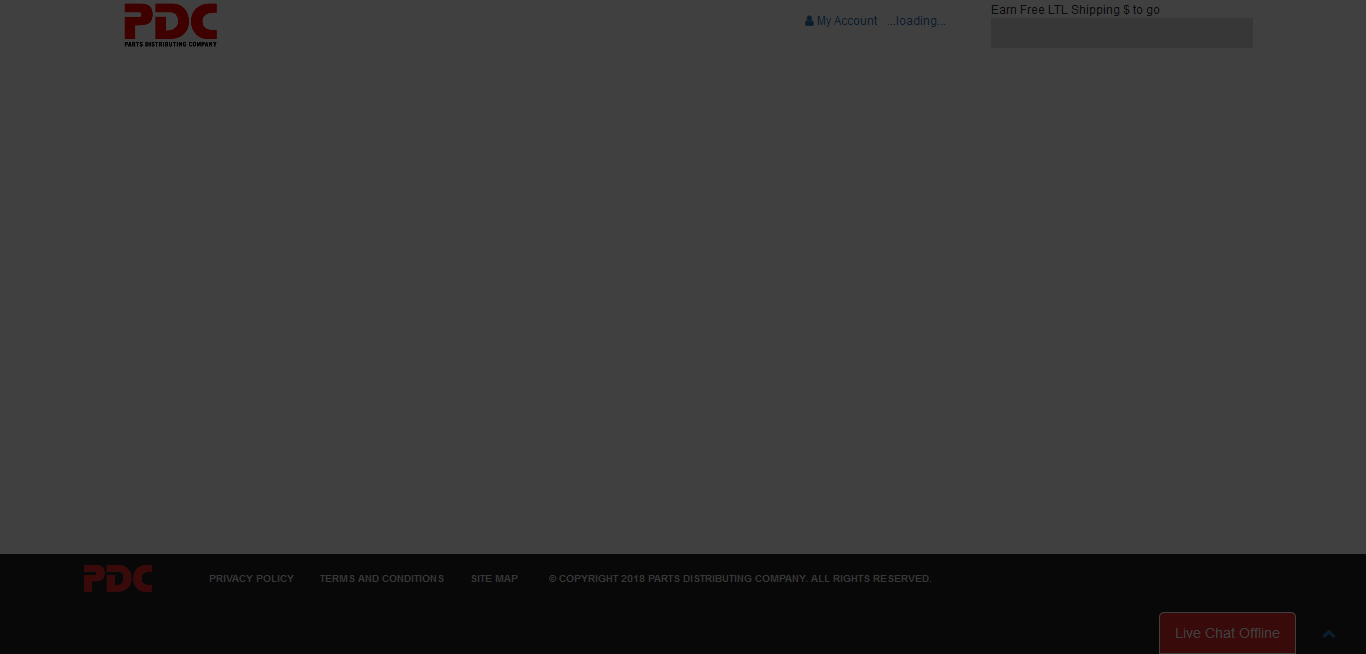 PDC
PARTS DISTRIBUTING COMPANY
My Account ...loading...
Earn Free LTL Shipping $ to go
PDC
PRIVACY POLICY TERMS AND CONDITIONS SITE MAP © COPYRIGHT 2018 PARTS DISTRIBUTING COMPANY. ALL RIGHTS RESERVED.
Live Chat Offline